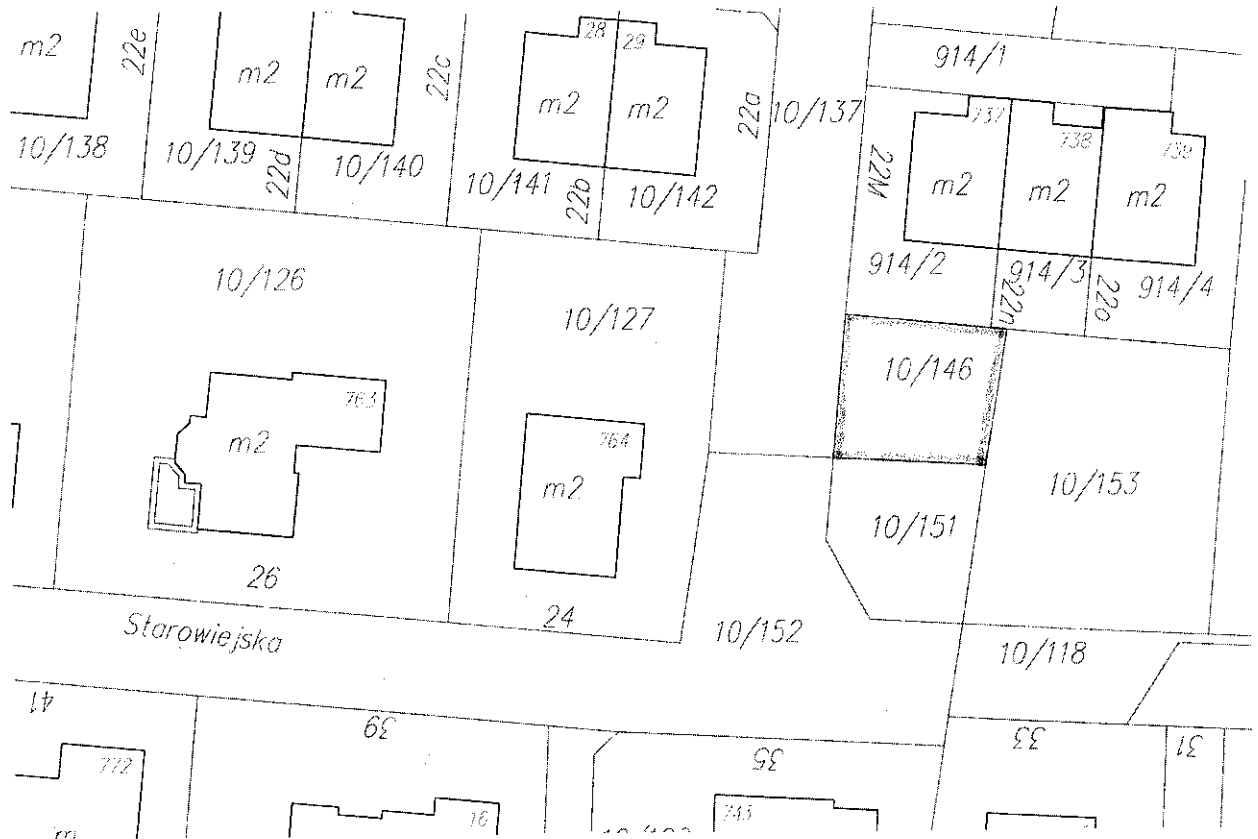 m2
22e
m2
m2
22c
28
29
m2
m2
22a
10/137
914/1
10/138
10/139
22d
10/140
10/141
22b
10/142
22M
737
738
739
m2
m2
m2
914/2
22n
914/3
22o
914/4
10/126
10/127
10/146
763
m2
764
m2
10/153
10/151
26
24
Starowiejska
10/152
10/118
41
39
35
33
31
772
m
16
743